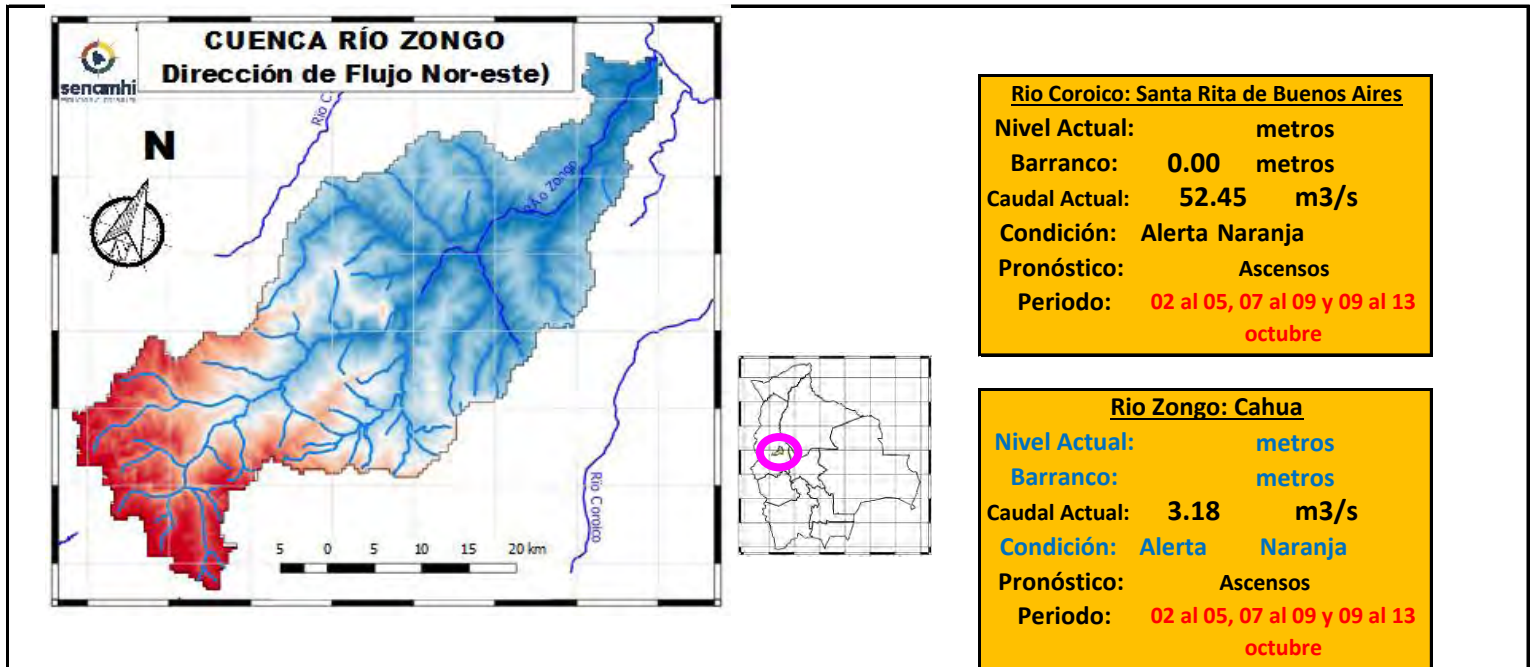 CUENCA RÍO ZONGO
Dirección de Flujo Nor-este)
senamhi
Río C
N
Río Coroico
5 0 5 10 15 20 km
Rio Coroico: Santa Rita de Buenos Aires
Nivel Actual: metros
Barranco: 0.00 metros
Caudal Actual: 52.45 m3/s
Condición: Alerta Naranja
Pronóstico: Ascensos
Periodo: 02 al 05, 07 al 09 y 09 al 13
octubre
Rio Zongo: Cahua
Nivel Actual: metros
Barranco: metros
Caudal Actual: 3.18 m3/s
Condición: Alerta Naranja
Pronóstico: Ascensos
Periodo: 02 al 05, 07 al 09 y 09 al 13
octubre